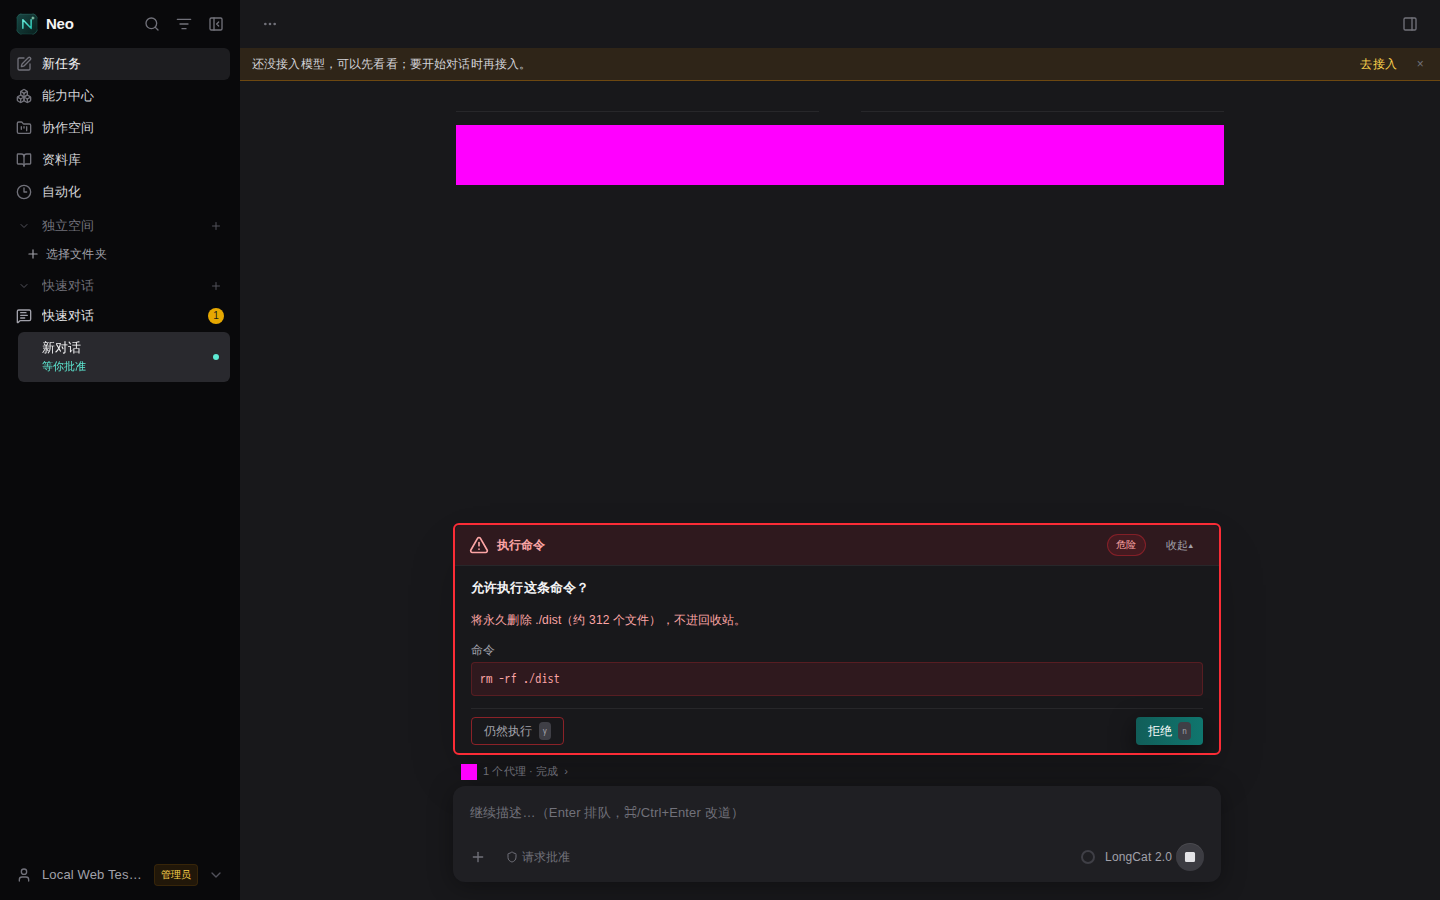 Neo
新任务
能力中心
协作空间
资料库
自动化
独立空间
选择文件夹
快速对话
快速对话 1
新对话
等你批准
Local Web Tes… 管理员
还没接入模型，可以先看看；要开始对话时再接入。 去接入 ×
执行命令 危险 收起▴
允许执行这条命令？
将永久删除 ./dist（约 312 个文件），不进回收站。
命令
rm -rf ./dist
仍然执行 y 拒绝 n
1 个代理 · 完成 ›
继续描述…（Enter 排队，⌘/Ctrl+Enter 改道）
请求批准 LongCat 2.0